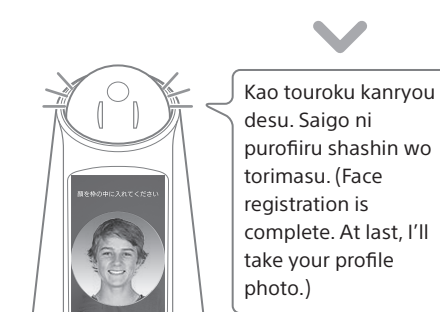 Kao touroku kanryou
desu. Saigo ni
purofiiru shashin wo
torimasu. (Face
registration is
complete. At last, I’ll
take your profile
photo.)
顔を枠の中に入れてください